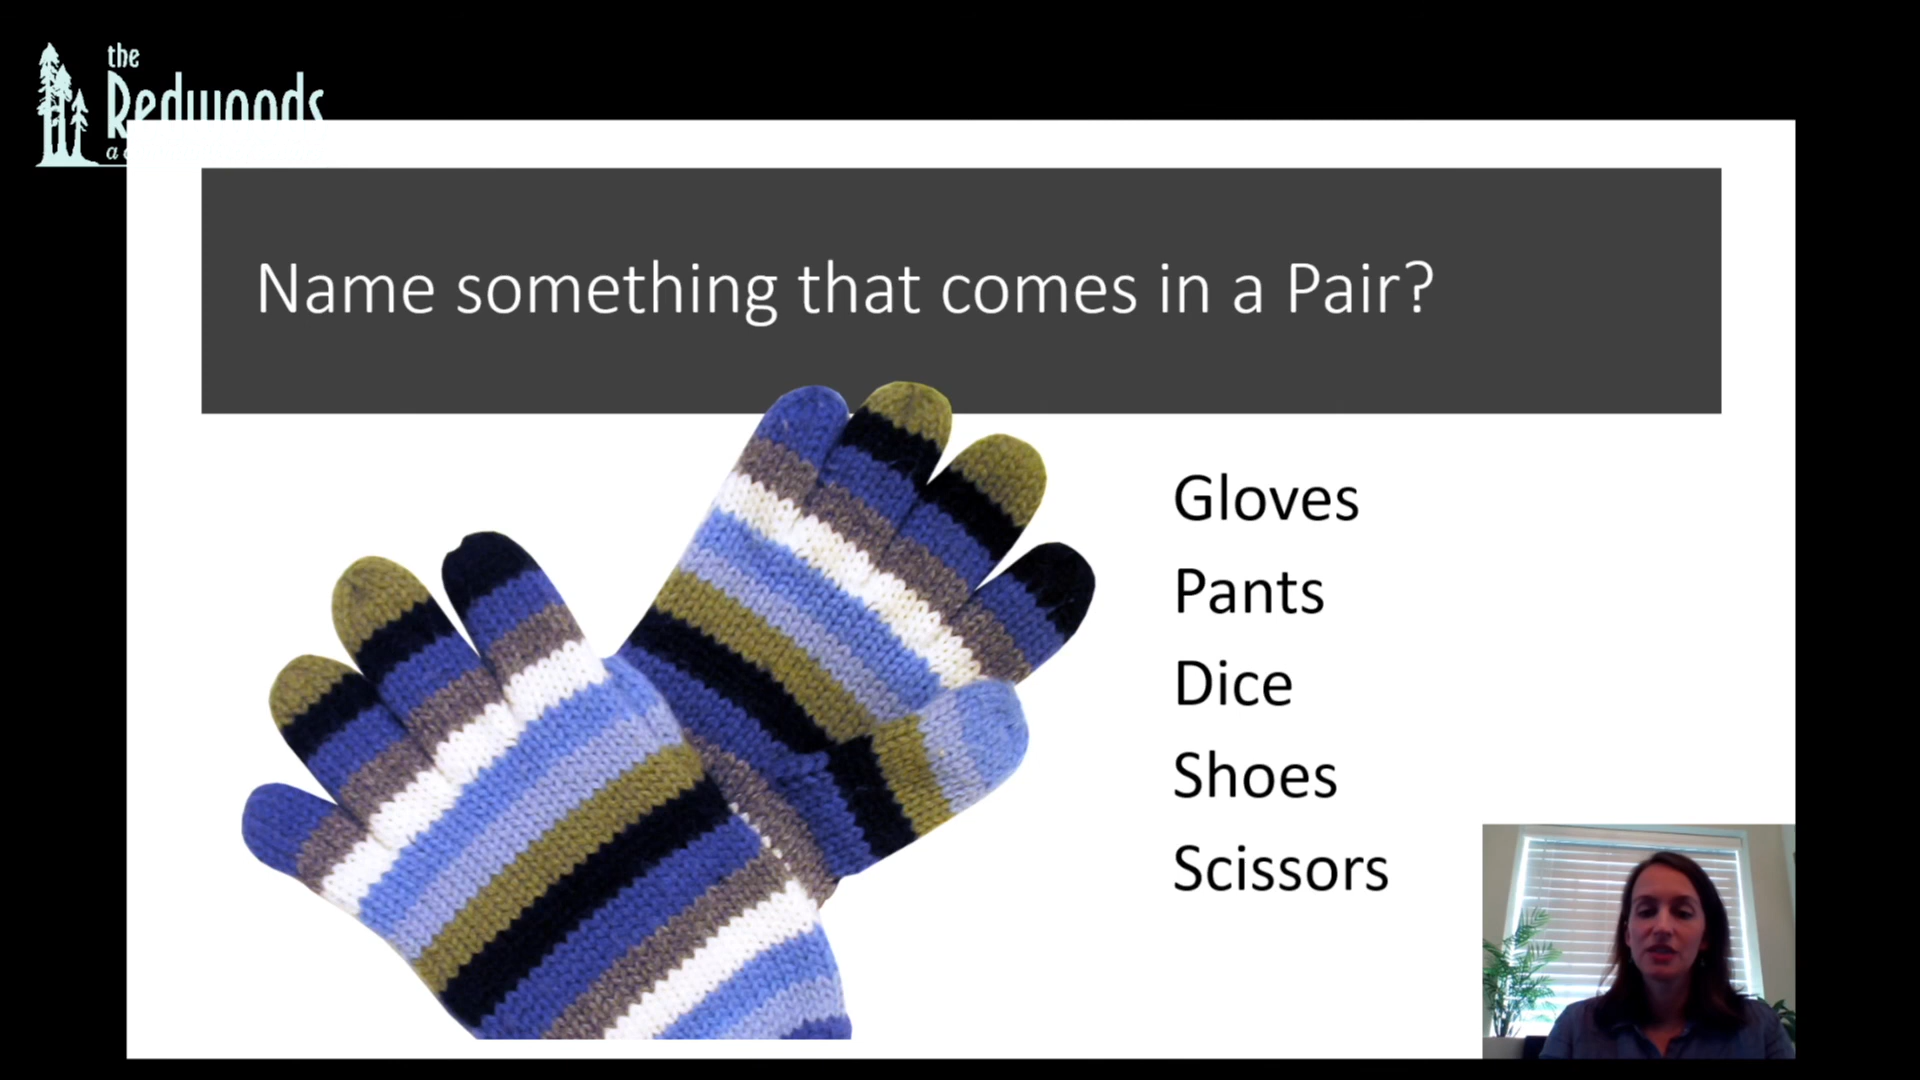 the
Redwoods
Name something that comes in a Pair?
Gloves
Pants
Dice
Shoes
Scissors